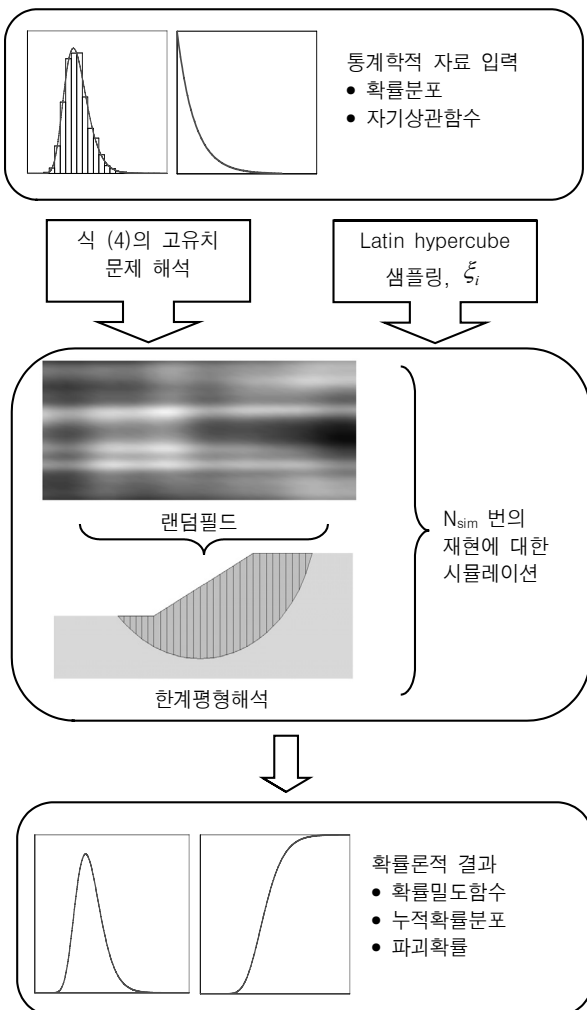 통계학적 자료 입력
● 확률분포
● 자기상관함수
식 (4)의 고유치
문제 해석
Latin hypercube
샘플링, ξi
랜덤필드
한계평형해석
Nsim 번의
재현에 대한
시뮬레이션
확률론적 결과
● 확률밀도함수
● 누적확률분포
● 파괴확률